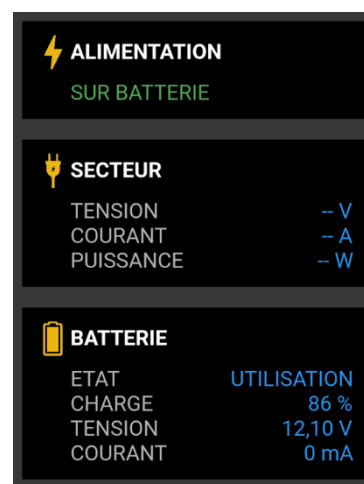 ALIMENTATION
SUR BATTERIE
SECTEUR
TENSION -- V
COURANT -- A
PUISSANCE -- W
BATTERIE
ETAT UTILISATION
CHARGE 86 %
TENSION 12,10 V
COURANT 0 mA